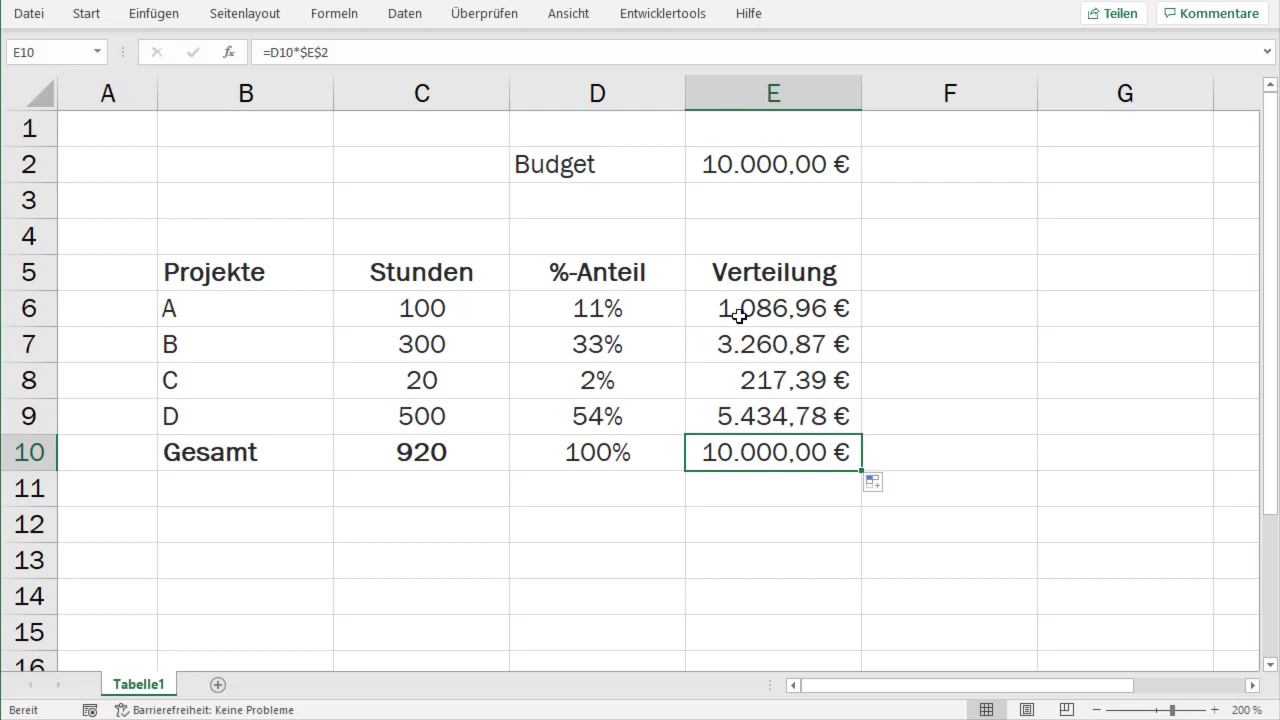 Datei Start Einfügen Seitenlayout Formeln Daten Überprüfen Ansicht Entwicklertools Hilfe Teilen Kommentare
E10 fx =D10*$E$2
A B C D E F G
1
2 Budget 10.000,00 €
3
4
5 Projekte Stunden %-Anteil Verteilung
6 A 100 11% 1.086,96 €
7 B 300 33% 3.260,87 €
8 C 20 2% 217,39 €
9 D 500 54% 5.434,78 €
10 Gesamt 920 100% 10.000,00 €
11
12
13
14
15
16
Tabelle1
Bereit Barrierefreiheit: Keine Probleme 200 %